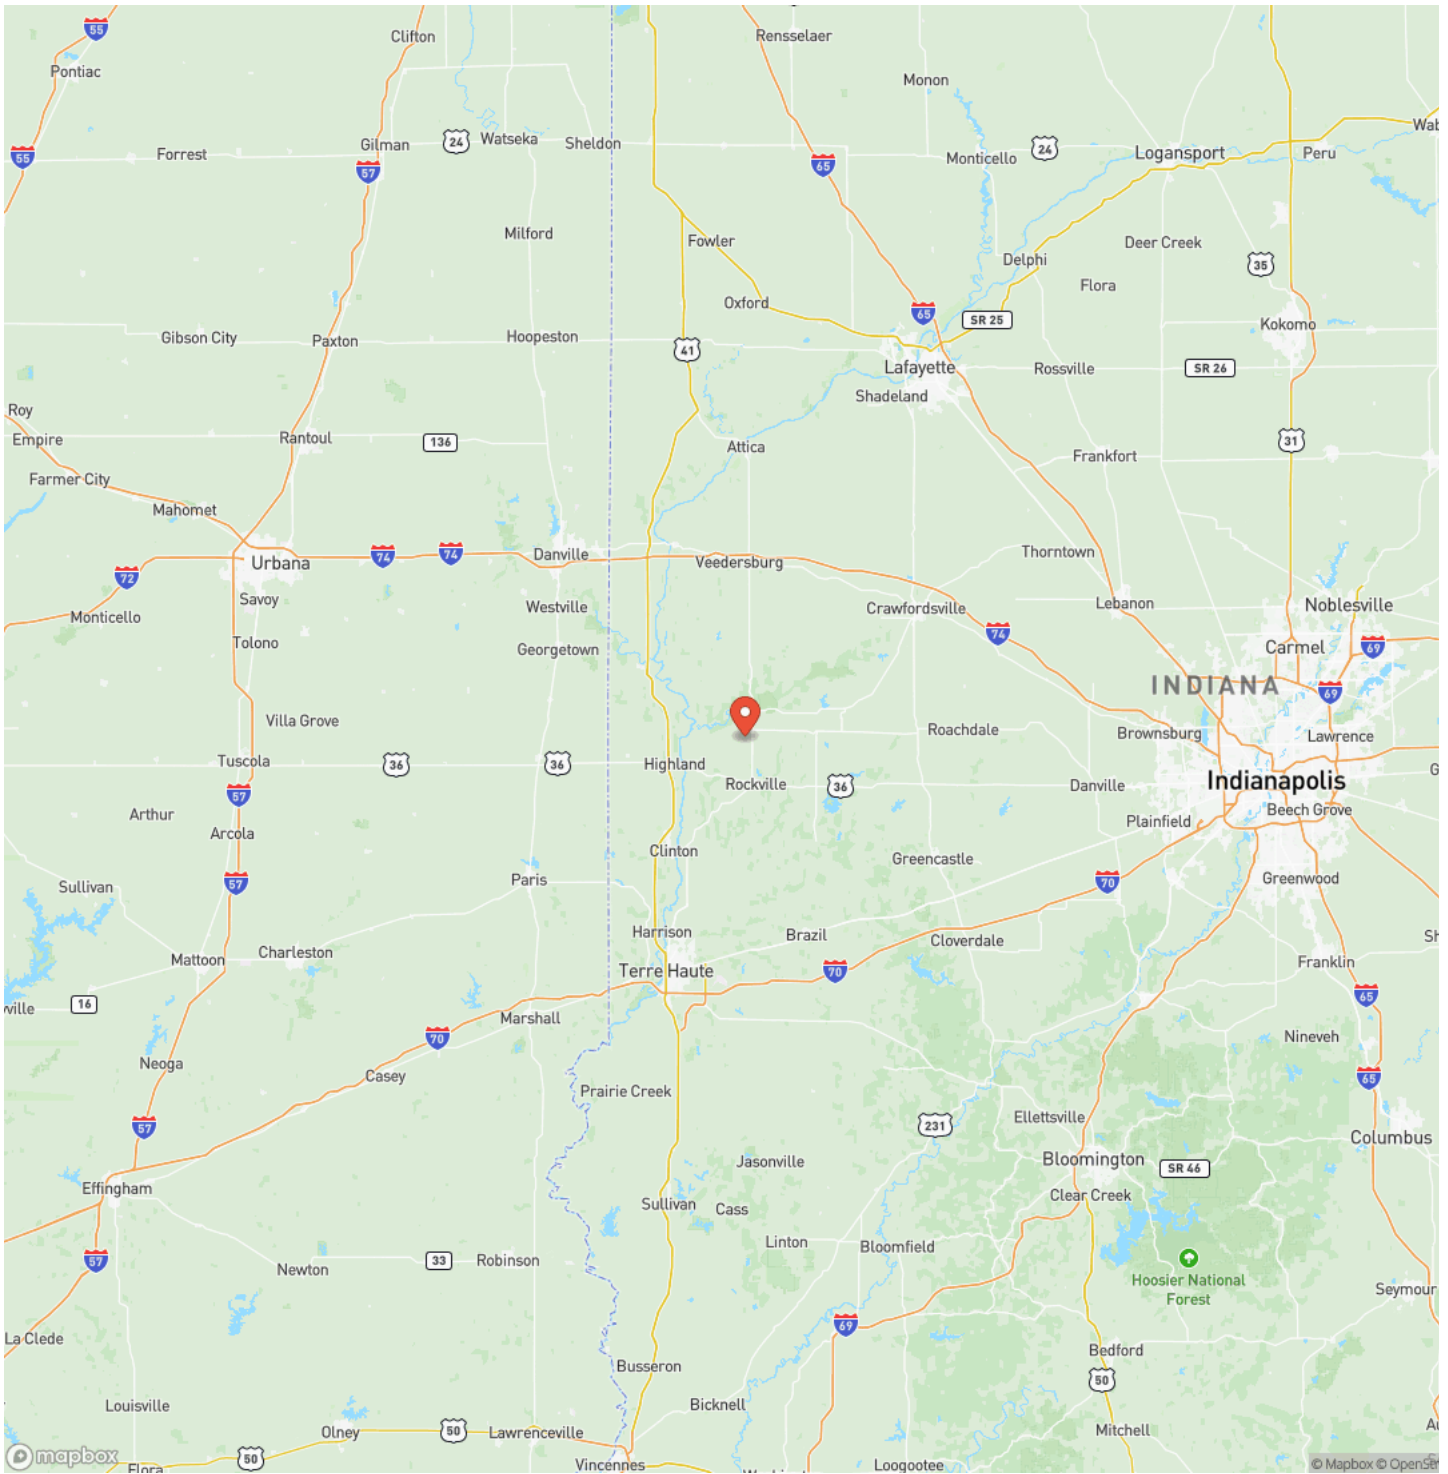 55
Clifton
Rensselaer
Pontiac
Monon
Gilman
24
Watseka
Sheldon
24
Logansport
Peru
Wab
55
Forrest
57
65
Monticello
Milford
Fowler
Deer Creek
Delphi
35
Flora
Oxford
65
SR 25
Gibson City
Paxton
Hoopeston
41
Kokomo
Lafayette
Rossville
SR 26
Shadeland
Roy
Empire
Rantoul
136
Attica
31
Frankfort
Farmer City
Mahomet
Urbana
74
74
Danville
Veedersburg
Thorntown
72
Savoy
Westville
Crawfordsville
Lebanon
Noblesville
Monticello
Tolono
Georgetown
74
Carmel
69
INDIANA
69
Villa Grove
Roachdale
Brownsburg
Lawrence
Tuscola
36
36
Highland
Rockville
36
Danville
Indianapolis
57
Arthur
Arcola
Plainfield
Beech Grove
Clinton
Greencastle
57
Paris
70
Greenwood
Sullivan
Harrison
Brazil
Cloverdale
Charleston
Mattoon
Terre Haute
70
Franklin
16
ville
Marshall
65
70
Nineveh
Neoga
Casey
65
Prairie Creek
57
231
Ellettsville
Columbus
Jasonville
Bloomington
SR 46
Effingham
Sullivan
Cass
Clear Creek
57
33
Robinson
Linton
Bloomfield
Newton
Hoosier National
Forest
Seymour
La Clede
69
Busseron
Bedford
50
Louisville
Bicknell
Olney
50
Lawrenceville
Mitchell
mapbox
50
Flora
Vincennes
Loogootee
© Mapbox © OpenS